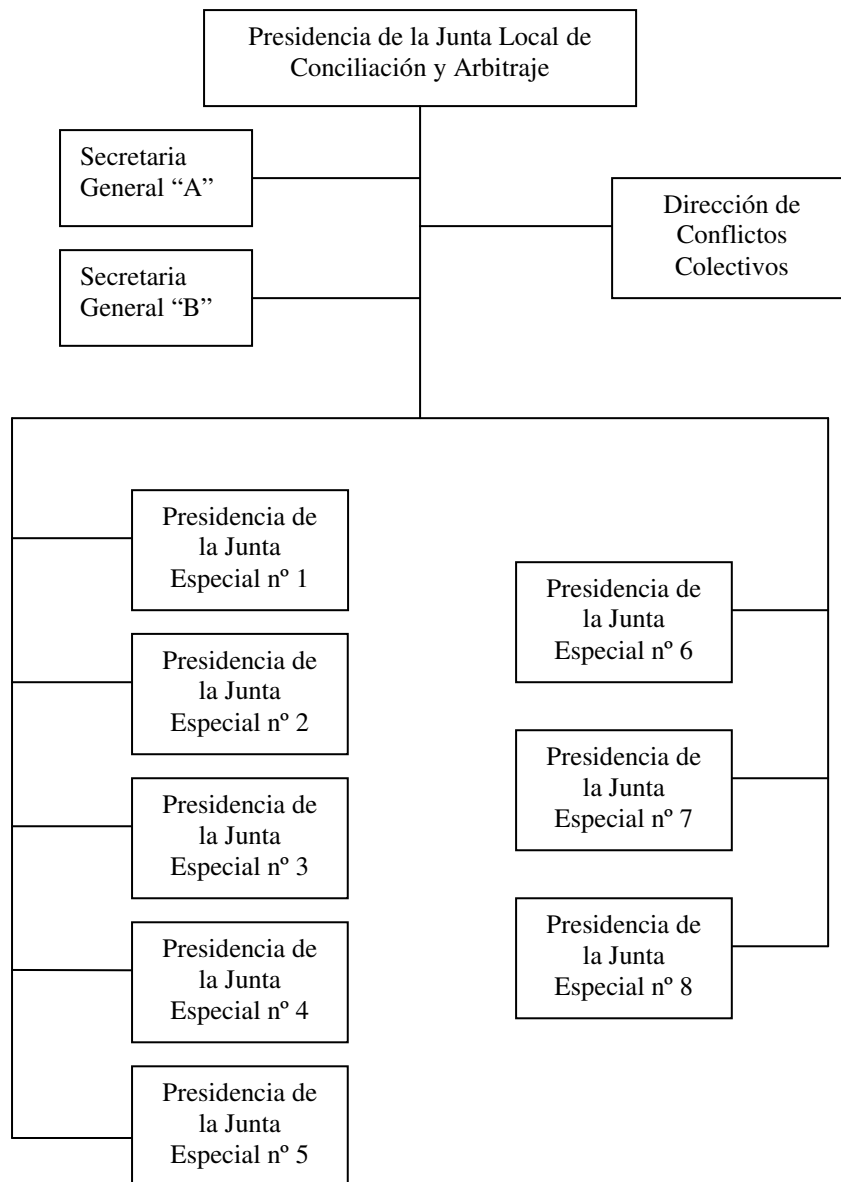 Presidencia de la Junta Local de
Conciliación y Arbitraje
Secretaria
General “A”
Dirección de
Conflictos
Colectivos
Secretaria
General “B”
Presidencia de
la Junta
Especial nº 1
Presidencia de
la Junta
Especial nº 2
Presidencia de
la Junta
Especial nº 3
Presidencia de
la Junta
Especial nº 4
Presidencia de
la Junta
Especial nº 5
Presidencia de
la Junta
Especial nº 6
Presidencia de
la Junta
Especial nº 7
Presidencia de
la Junta
Especial nº 8